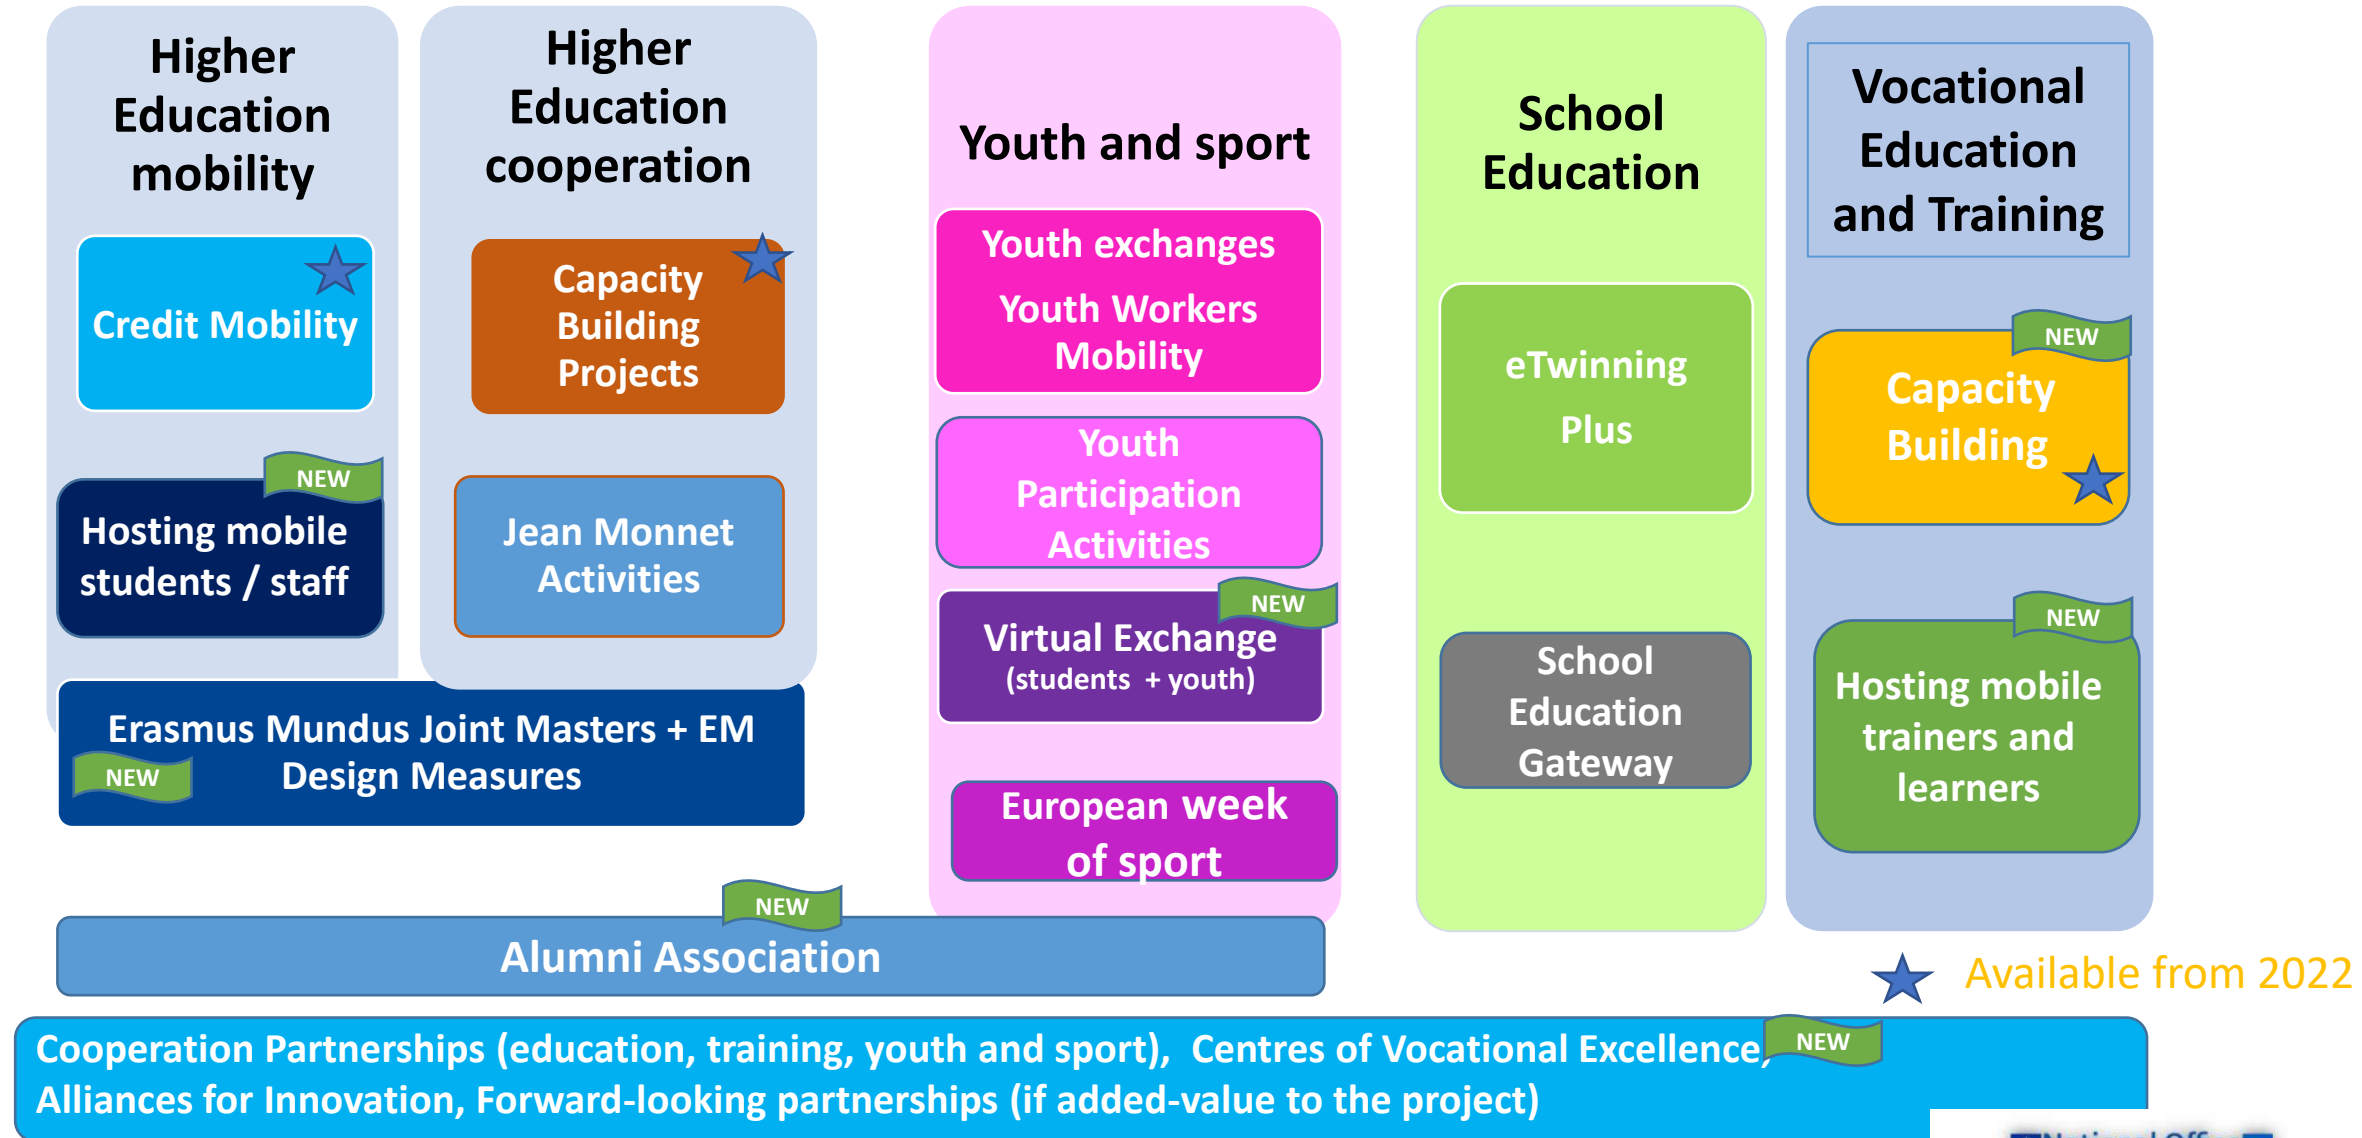 Higher
Education
mobility
Credit Mobility
NEW
Hosting mobile
students / staff
Higher
Education
cooperation
Capacity
Building
Projects
Jean Monnet
Activities
Erasmus Mundus Joint Masters + EM
NEW
Design Measures
Youth and sport
Youth exchanges
Youth Workers
Mobility
Youth
Participation
Activities
NEW
Virtual Exchange
(students + youth)
European week
of sport
School
Education
eTwinning
Plus
School
Education
Gateway
Vocational
Education
and Training
NEW
Capacity
Building
NEW
Hosting mobile
trainers and
learners
NEW
Alumni Association
Available from 2022
Cooperation Partnerships (education, training, youth and sport), Centres of Vocational Excellence,
NEW
Alliances for Innovation, Forward-looking partnerships (if added-value to the project)